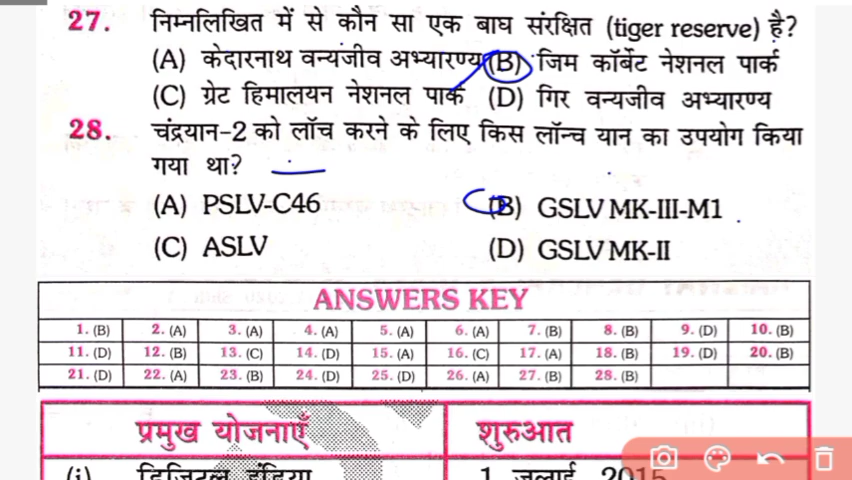 27. निम्नलिखित में से कौन सा एक बाघ संरक्षित (tiger reserve) है?
(A) केदारनाथ वन्यजीव अभ्यारण्य (B) जिम कॉर्बेट नेशनल पार्क
(C) ग्रेट हिमालयन नेशनल पार्क (D) गिर वन्यजीव अभ्यारण्य
28. चंद्रयान-2 को लॉच करने के लिए किस लॉन्च यान का उपयोग किया
गया था?
(A) PSLV-C46 (B) GSLV MK-III-M1
(C) ASLV (D) GSLV MK-II
ANSWERS KEY
1. (B) 2. (A) 3. (A) 4. (A) 5. (A) 6. (A) 7. (B) 8. (B) 9. (D) 10. (B)
11. (D) 12. (B) 13. (C) 14. (D) 15. (A) 16. (C) 17. (A) 18. (B) 19. (D) 20. (B)
21. (D) 22. (A) 23. (B) 24. (D) 25. (D) 26. (A) 27. (B) 28. (B)
प्रमुख योजनाएँ शुरुआत
(i) डिजिटल इंडिया 1 जुलाई 2015